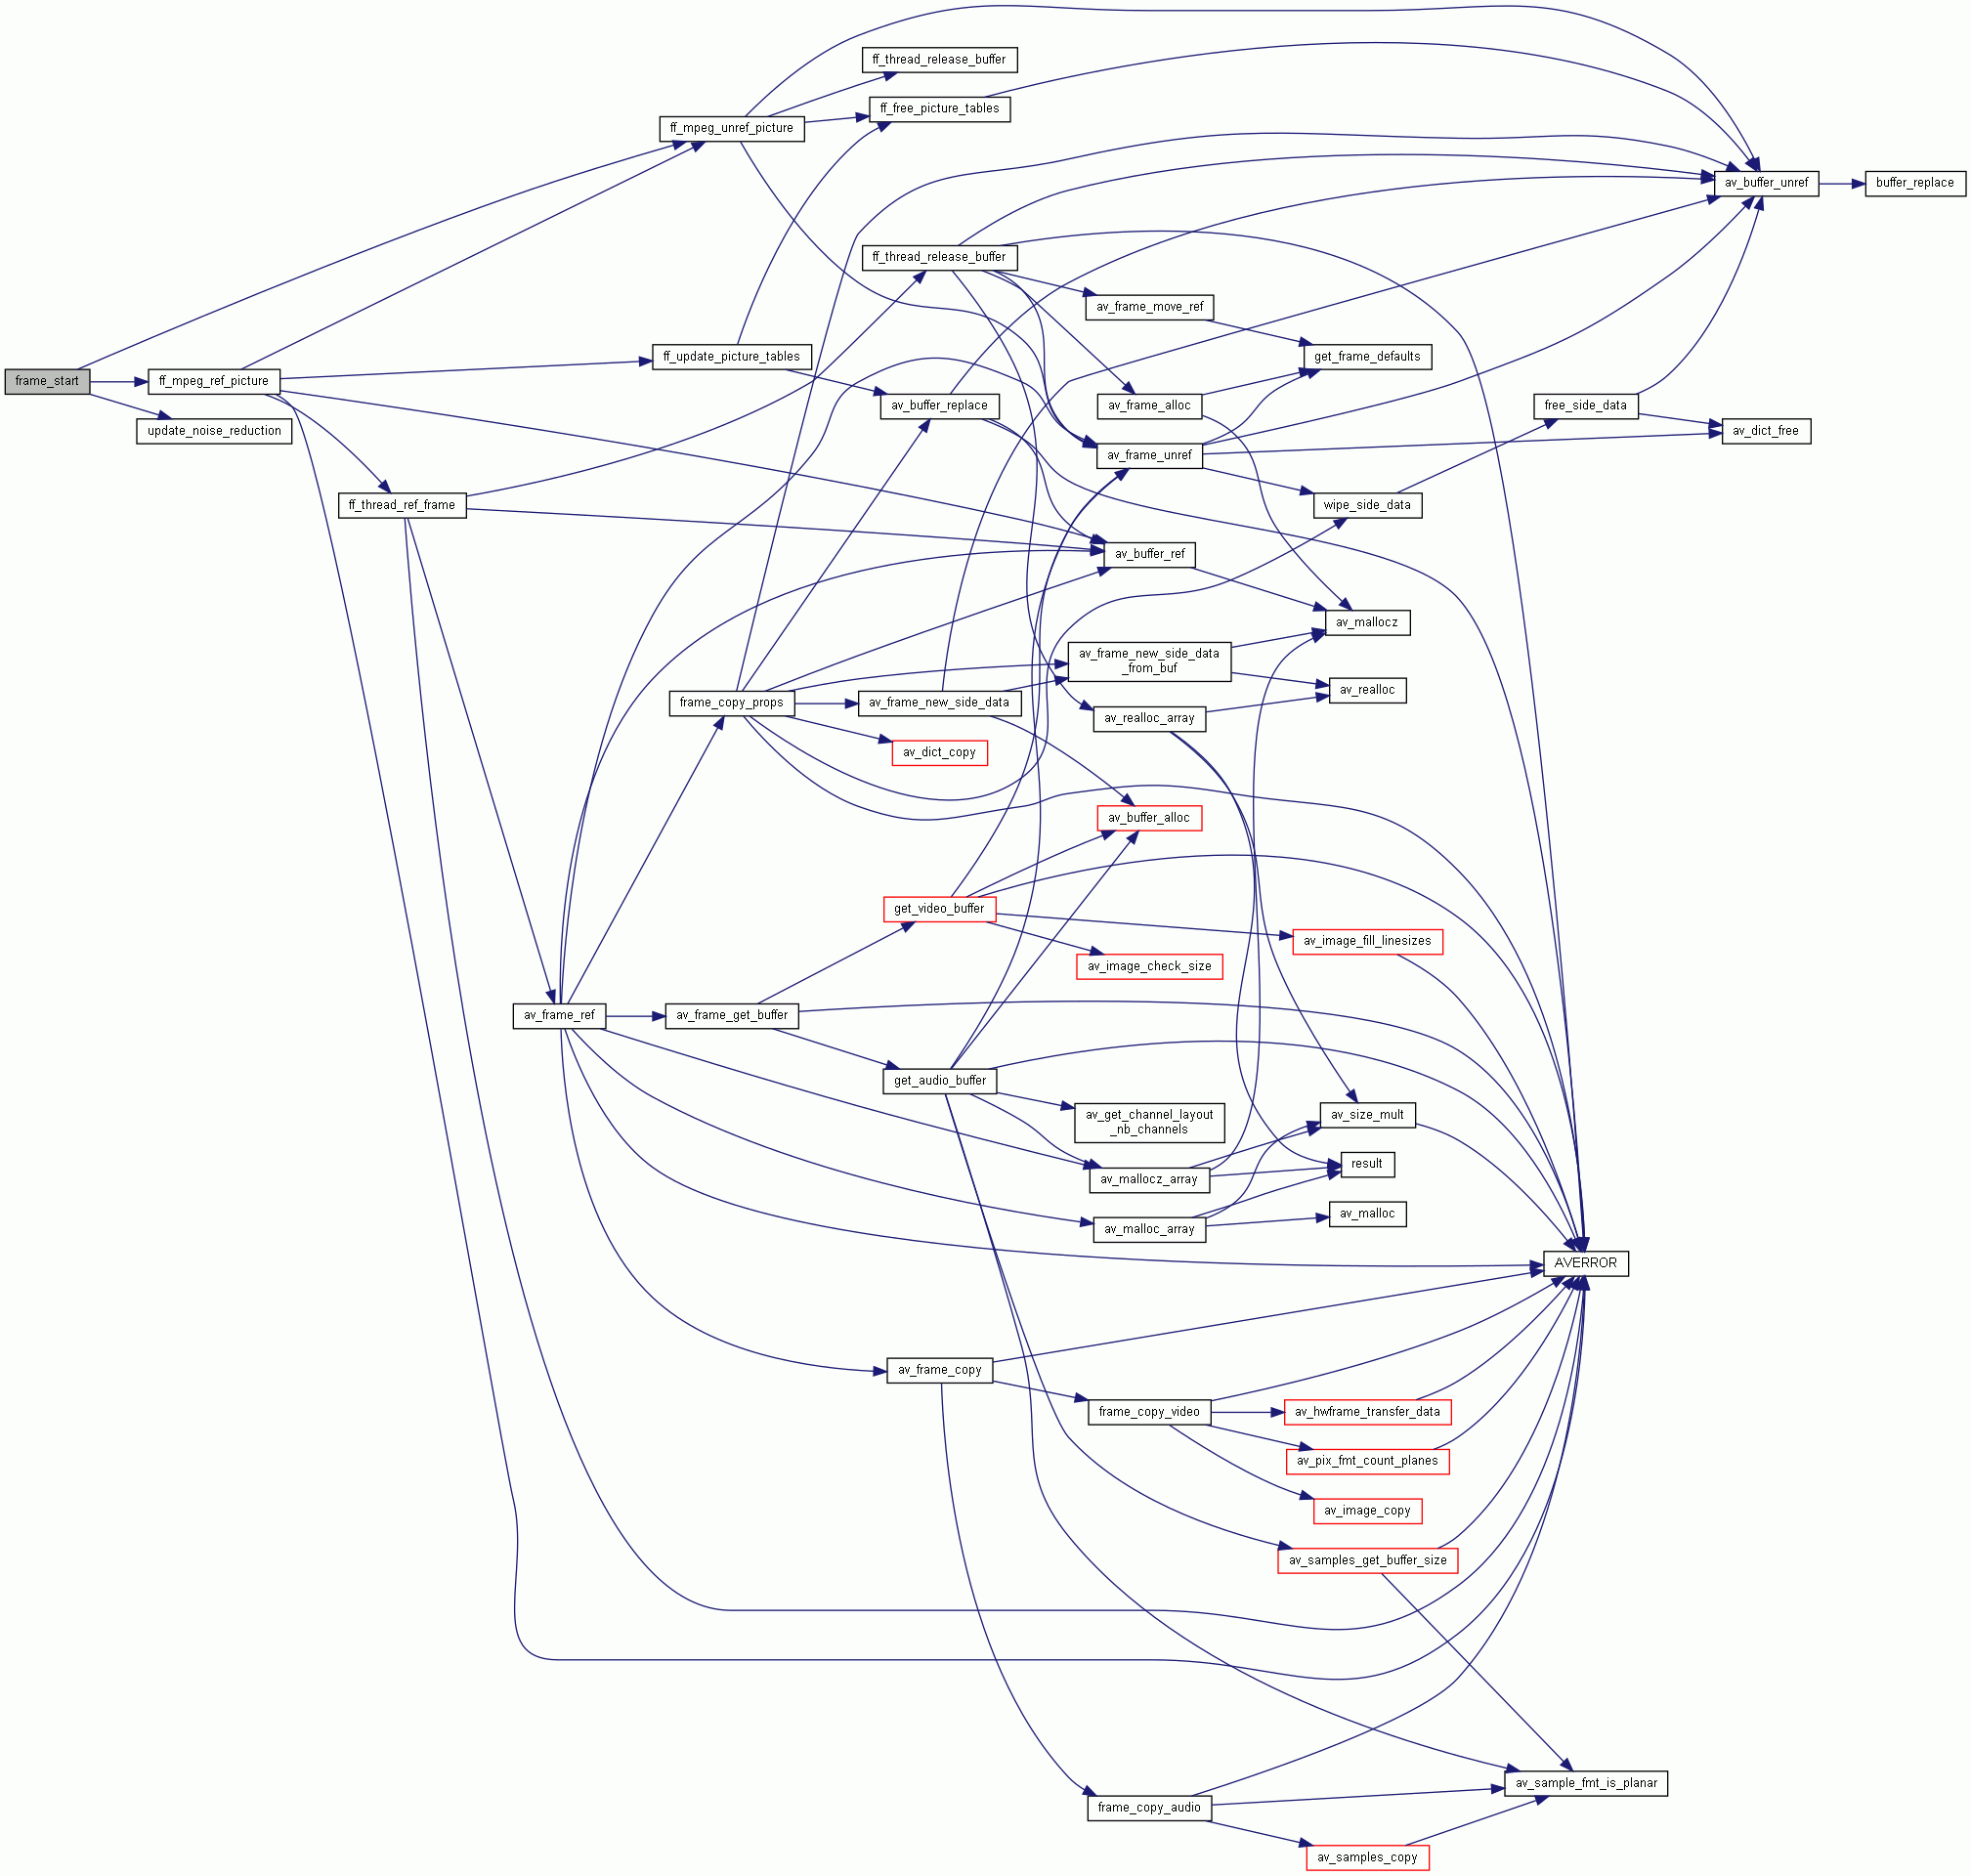 ff_thread_release_buffer
ff_free_picture_tables
ff_mpeg_unref_picture
av_buffer_unref
buffer_replace
ff_thread_release_buffer
av_frame_move_ref
ff_update_picture_tables
get_frame_defaults
frame_start
ff_mpeg_ref_picture
av_buffer_replace
av_frame_alloc
free_side_data
update_noise_reduction
av_dict_free
av_frame_unref
ff_thread_ref_frame
wipe_side_data
av_buffer_ref
av_mallocz
av_frame_new_side_data
_from_buf
av_realloc
frame_copy_props
av_frame_new_side_data
av_realloc_array
av_dict_copy
av_buffer_alloc
get_video_buffer
av_image_fill_linesizes
av_image_check_size
av_frame_ref
av_frame_get_buffer
get_audio_buffer
av_get_channel_layout
_nb_channels
av_size_mult
result
av_mallocz_array
av_malloc
av_malloc_array
AVERROR
av_frame_copy
frame_copy_video
av_hwframe_transfer_data
av_pix_fmt_count_planes
av_image_copy
av_samples_get_buffer_size
av_sample_fmt_is_planar
frame_copy_audio
av_samples_copy